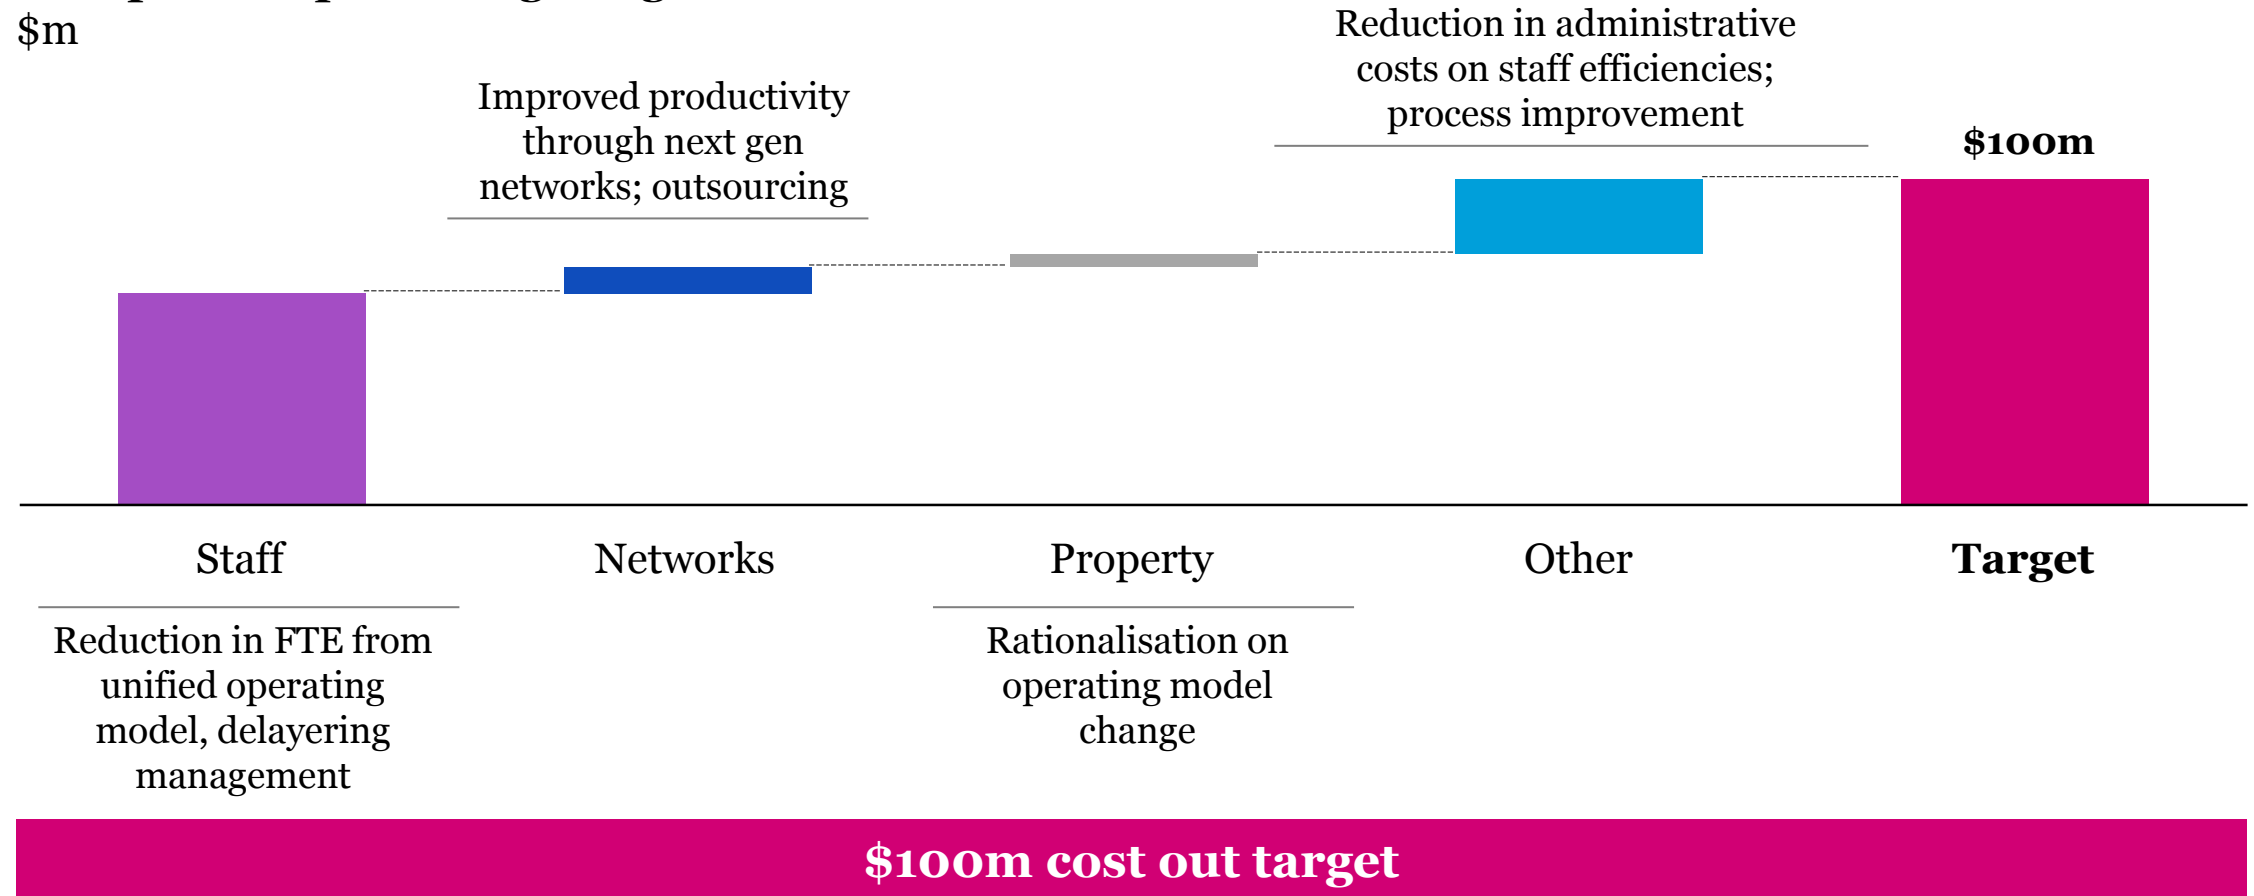 $m
Improved productivity
through next gen
networks; outsourcing
Reduction in administrative
costs on staff efficiencies;
process improvement
$100m
Staff
Networks
Property
Other
Target
Reduction in FTE from
unified operating
model, delayering
management
Rationalisation on
operating model
change
$100m cost out target